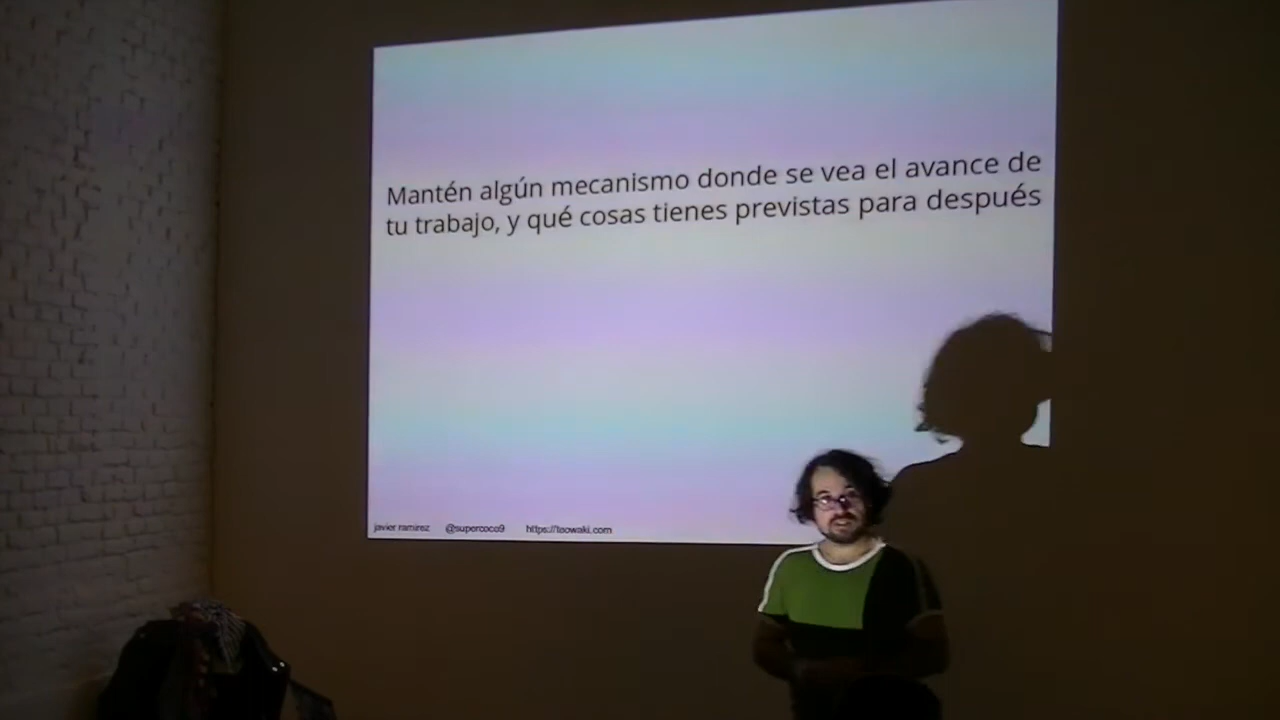 Mantén algún mecanismo donde se vea el avance de
tu trabajo, y qué cosas tienes previstas para después
javier ramirez @supercoco9 https://teowaki.com